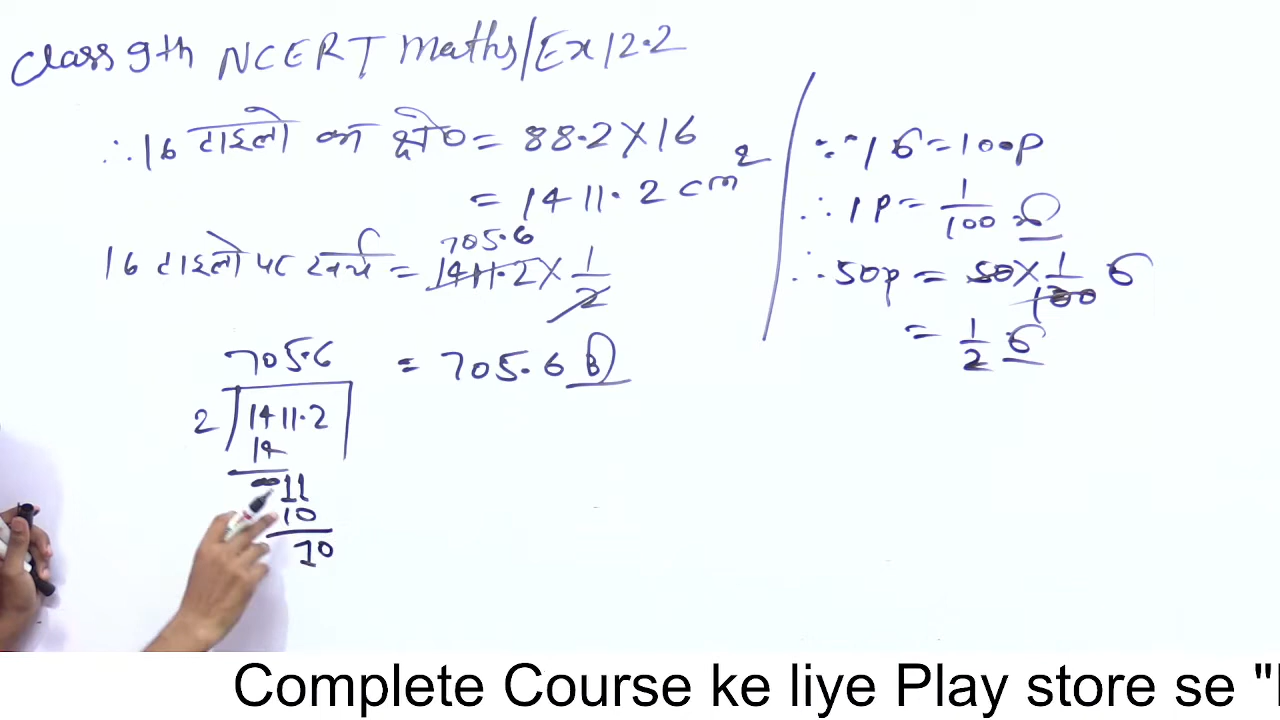 Class 9th NCERT Maths/Ex 12.2
∴ 16 टाइलो का क्षे० = 88.2 × 16
= 1411.2 cm²
705.6
16 टाइलो पर खर्च = 1411.2 × 1/2
= 705.6 ₹
705.6
2 1411.2
14
11
10
10
∵ 1 ₹ = 100p
∴ 1p = 1/100 ₹
∴ 50p = 50 × 1/100 ₹
= 1/2 ₹
Complete Course ke liye Play store se "